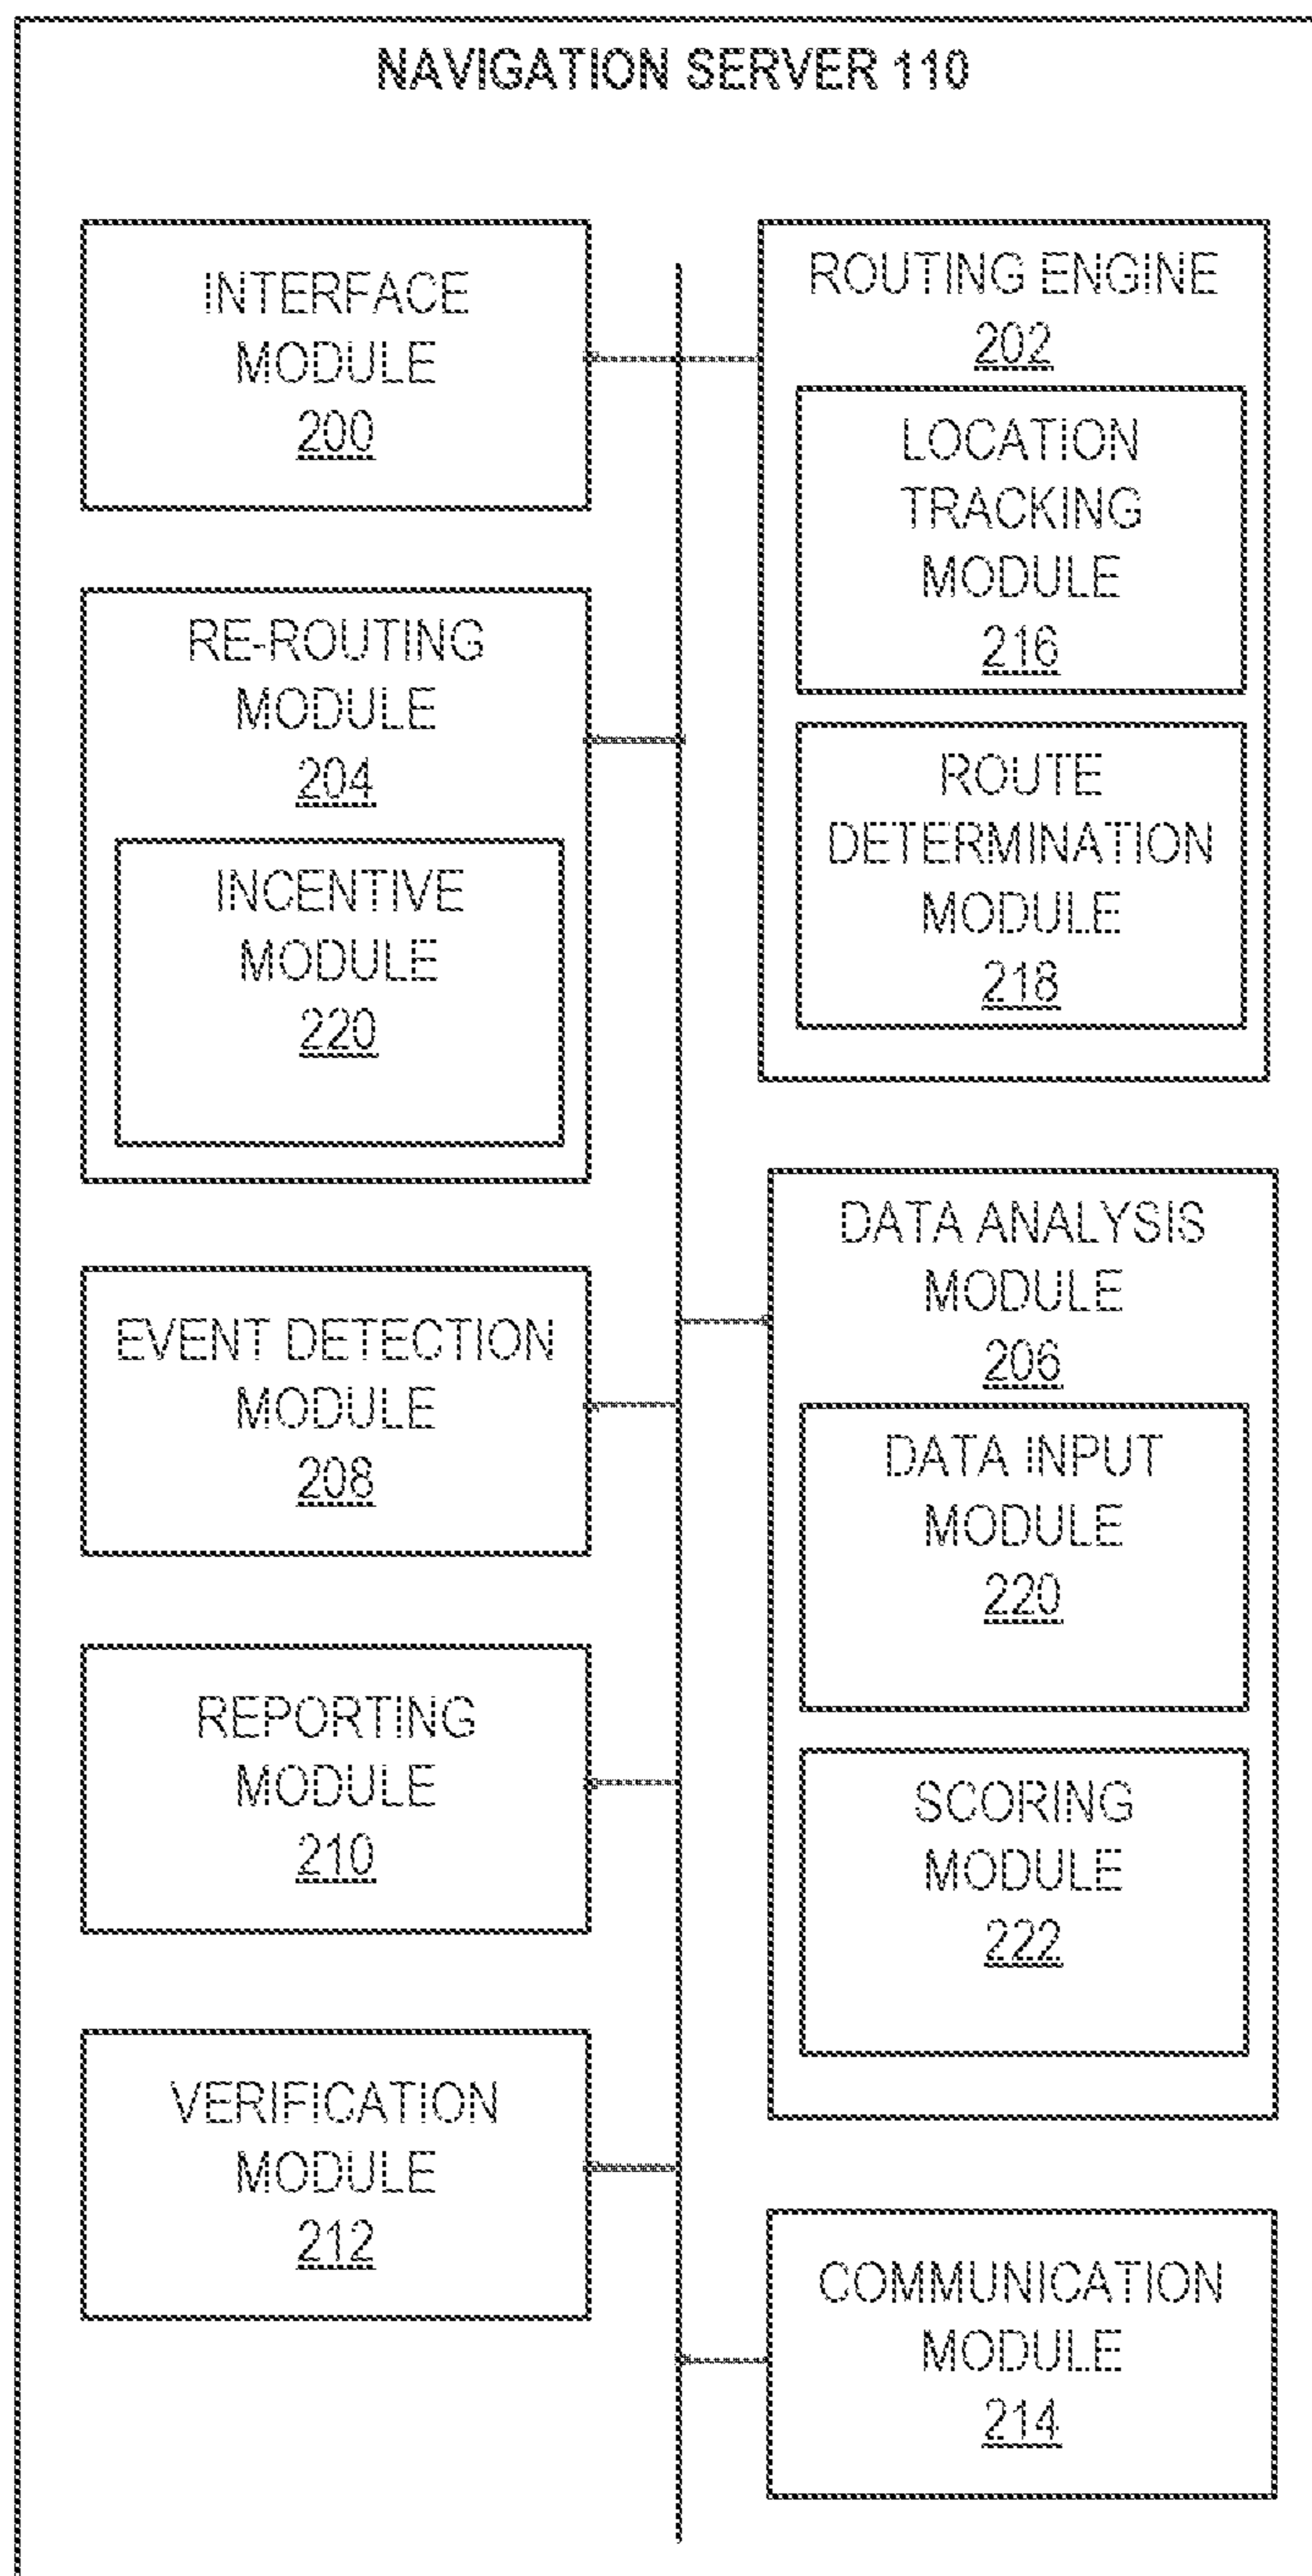 NAVIGATION SERVER 110
INTERFACE
MODULE
200
ROUTING ENGINE
202
LOCATION
TRACKING
MODULE
216
ROUTE
DETERMINATION
MODULE
218
RE-ROUTING
MODULE
204
INCENTIVE
MODULE
220
EVENT DETECTION
MODULE
208
DATA ANALYSIS
MODULE
206
DATA INPUT
MODULE
220
SCORING
MODULE
222
REPORTING
MODULE
210
VERIFICATION
MODULE
212
COMMUNICATION
MODULE
214